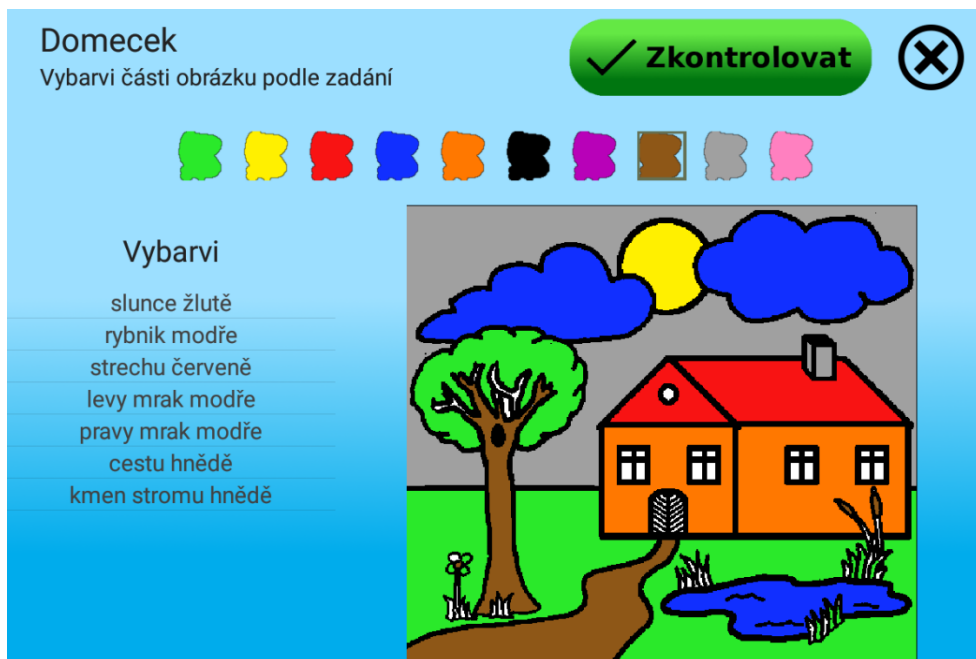 Domecek
Vybarvi části obrázku podle zadání
Zkontrolovat
Vybarvi
slunce žlutě
rybnik modře
strechu červeně
levy mrak modře
pravy mrak modře
cestu hnědě
kmen stromu hnědě